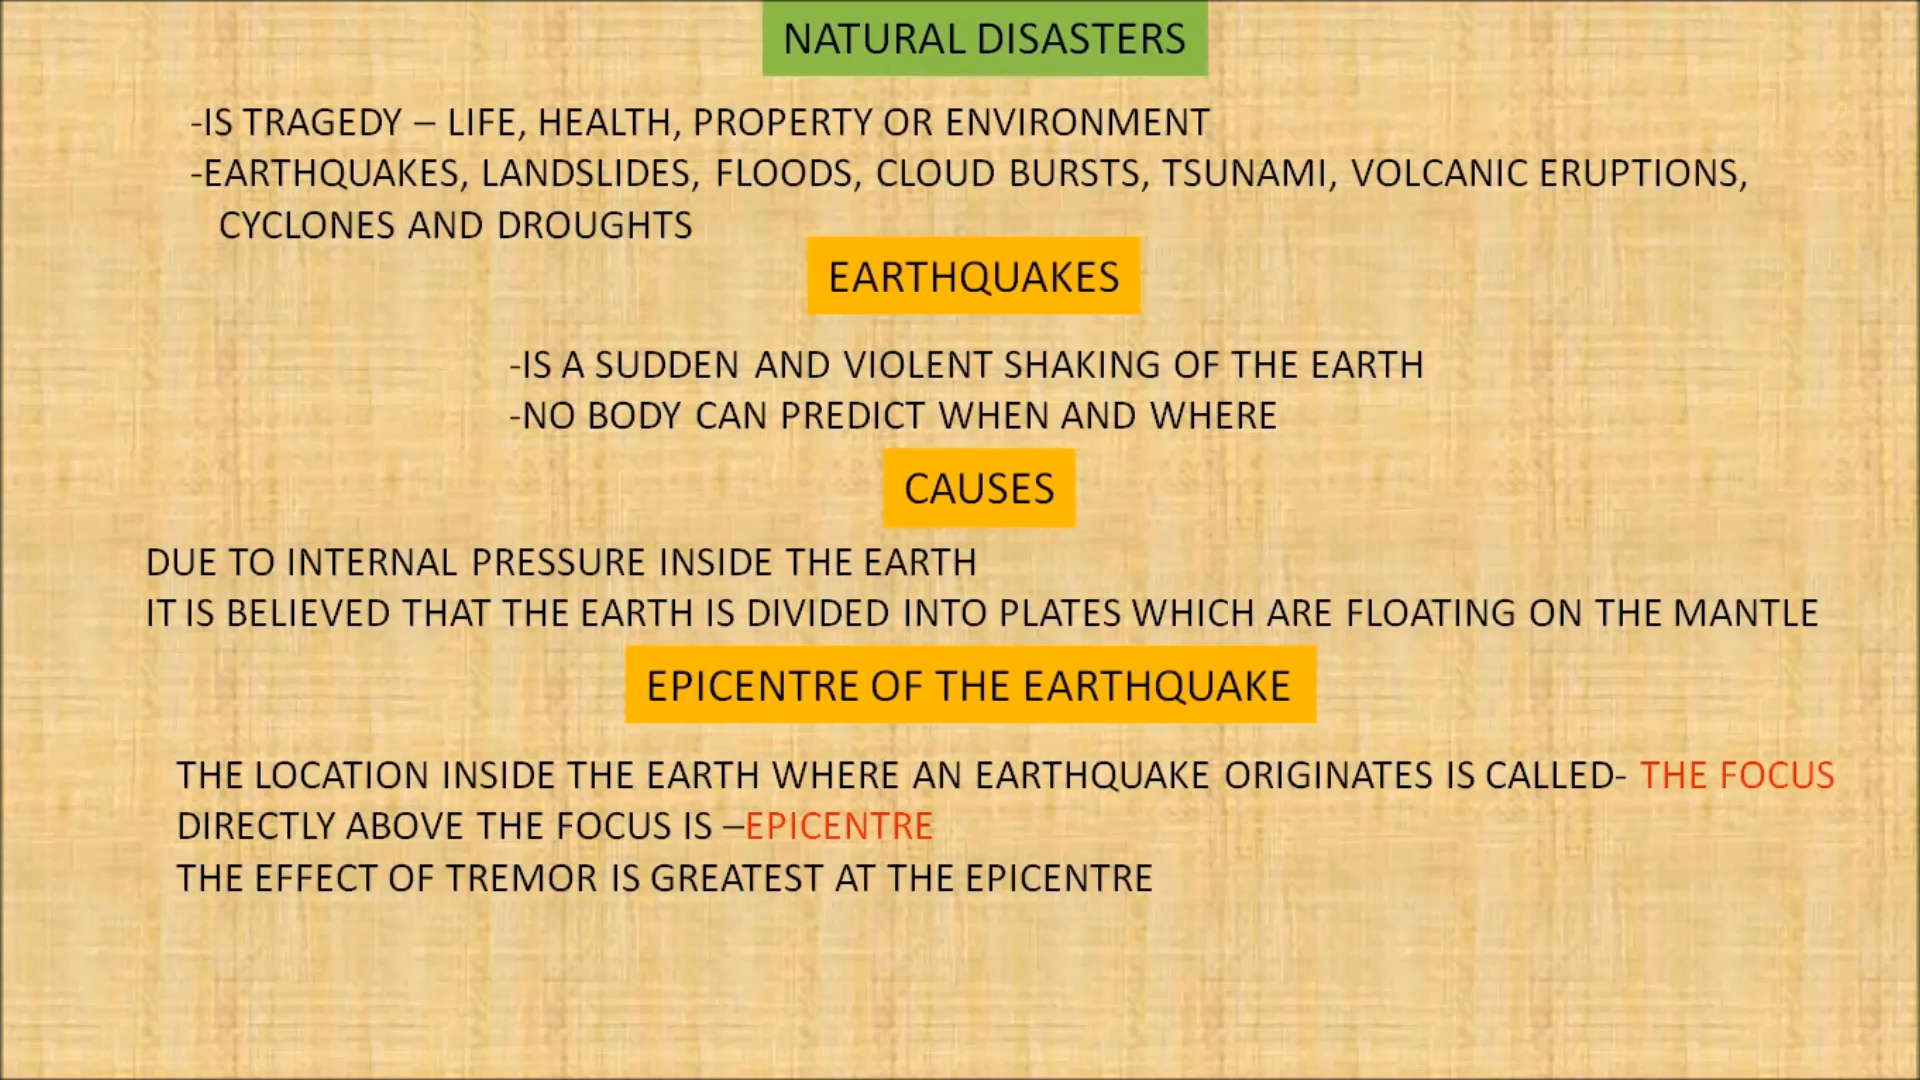 NATURAL DISASTERS
-IS TRAGEDY – LIFE, HEALTH, PROPERTY OR ENVIRONMENT
-EARTHQUAKES, LANDSLIDES, FLOODS, CLOUD BURSTS, TSUNAMI, VOLCANIC ERUPTIONS,
CYCLONES AND DROUGHTS
EARTHQUAKES
-IS A SUDDEN AND VIOLENT SHAKING OF THE EARTH
-NO BODY CAN PREDICT WHEN AND WHERE
CAUSES
DUE TO INTERNAL PRESSURE INSIDE THE EARTH
IT IS BELIEVED THAT THE EARTH IS DIVIDED INTO PLATES WHICH ARE FLOATING ON THE MANTLE
EPICENTRE OF THE EARTHQUAKE
THE LOCATION INSIDE THE EARTH WHERE AN EARTHQUAKE ORIGINATES IS CALLED- THE FOCUS
DIRECTLY ABOVE THE FOCUS IS –EPICENTRE
THE EFFECT OF TREMOR IS GREATEST AT THE EPICENTRE